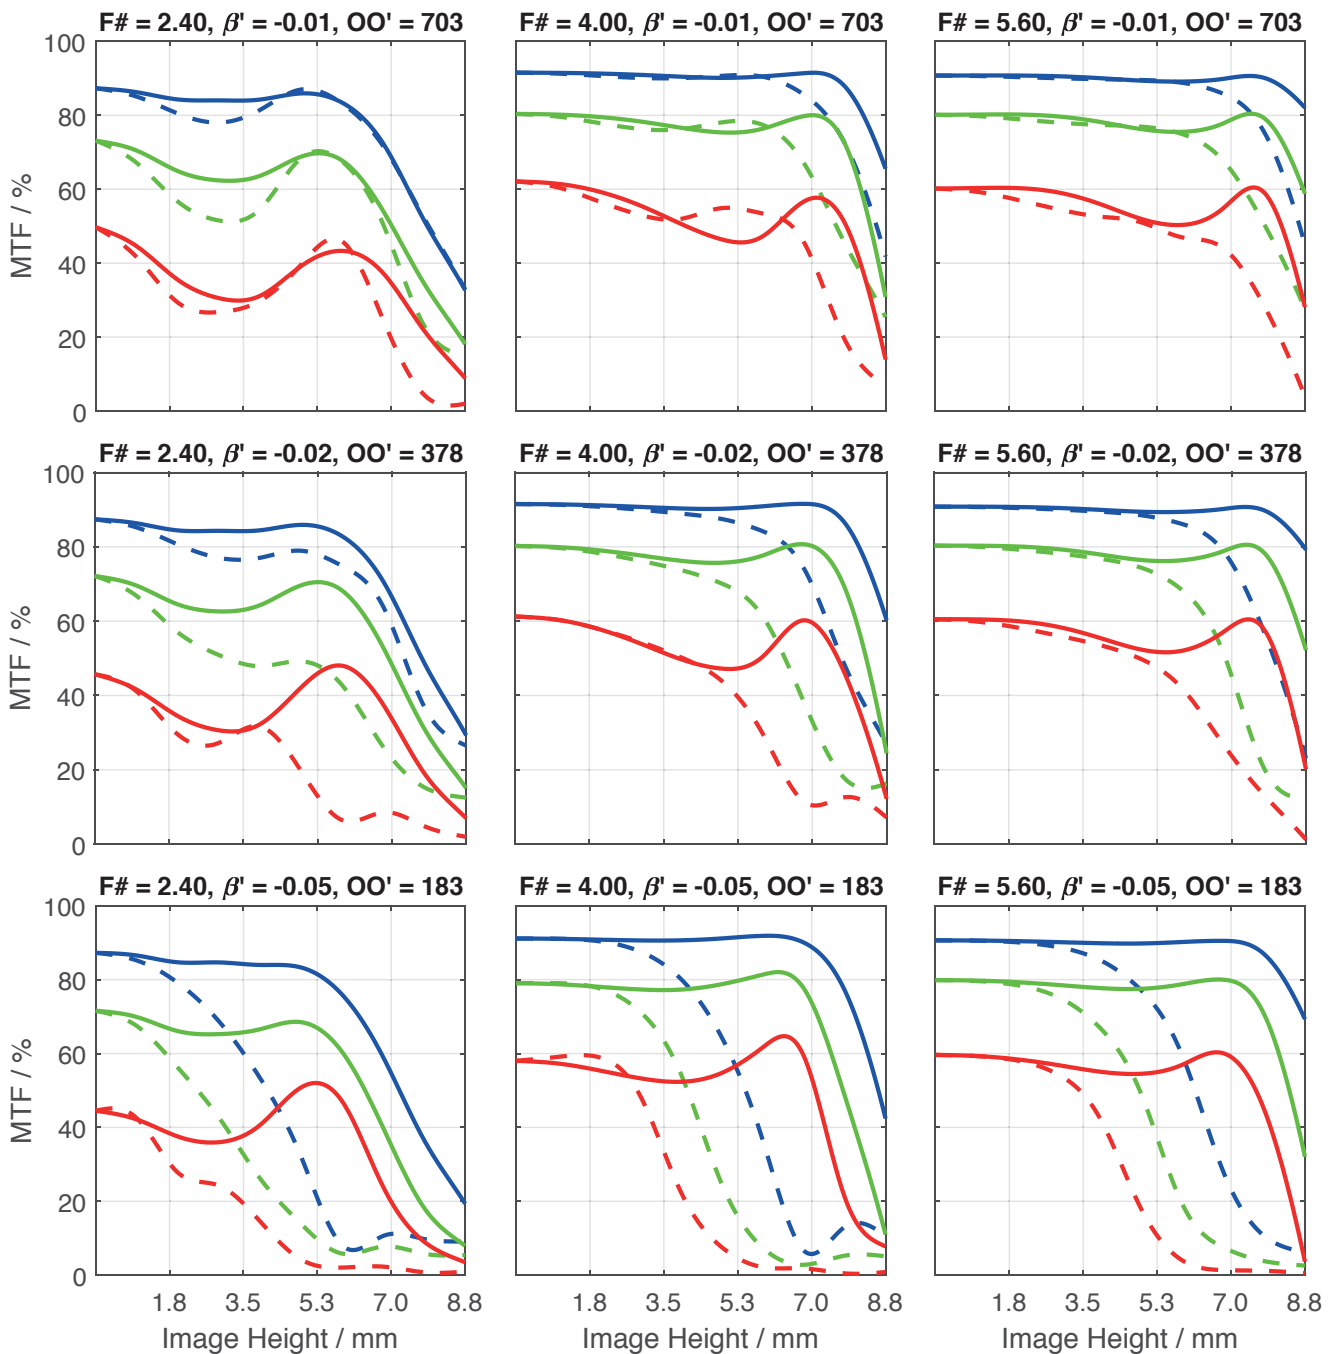 F# = 2.40, β' = -0.01, OO' = 703
F# = 4.00, β' = -0.01, OO' = 703
F# = 5.60, β' = -0.01, OO' = 703
100
80
60
40
20
0
MTF / %
F# = 2.40, β' = -0.02, OO' = 378
F# = 4.00, β' = -0.02, OO' = 378
F# = 5.60, β' = -0.02, OO' = 378
100
80
60
40
20
0
MTF / %
F# = 2.40, β' = -0.05, OO' = 183
F# = 4.00, β' = -0.05, OO' = 183
F# = 5.60, β' = -0.05, OO' = 183
100
80
60
40
20
0
MTF / %
1.8 3.5 5.3 7.0 8.8
1.8 3.5 5.3 7.0 8.8
1.8 3.5 5.3 7.0 8.8
Image Height / mm
Image Height / mm
Image Height / mm